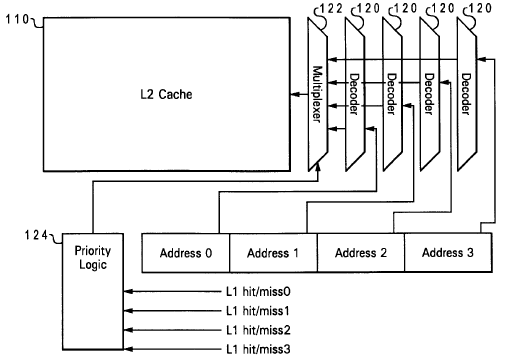 110
122
120
120
120
120
L2 Cache
Multiplexer
Decoder
Decoder
Decoder
Decoder
124
Priority
Logic
Address 0
Address 1
Address 2
Address 3
L1 hit/miss0
L1 hit/miss1
L1 hit/miss2
L1 hit/miss3